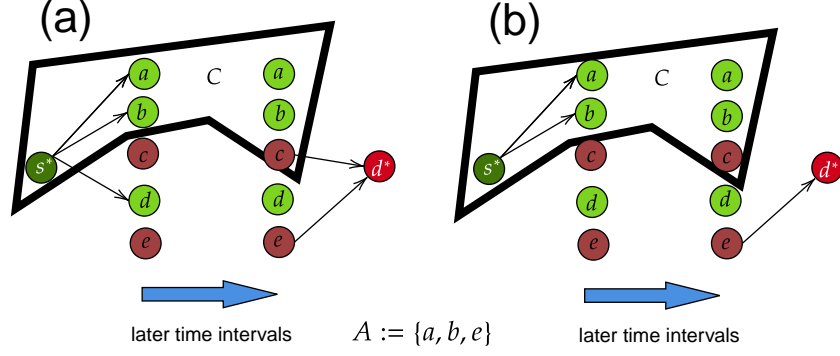 (a)
(b)
a a
C
b b
s*
c c
d*
d d
e e
a a
C
b b
s*
c c
d*
d d
e e
later time intervals
A := {a, b, e}
later time intervals